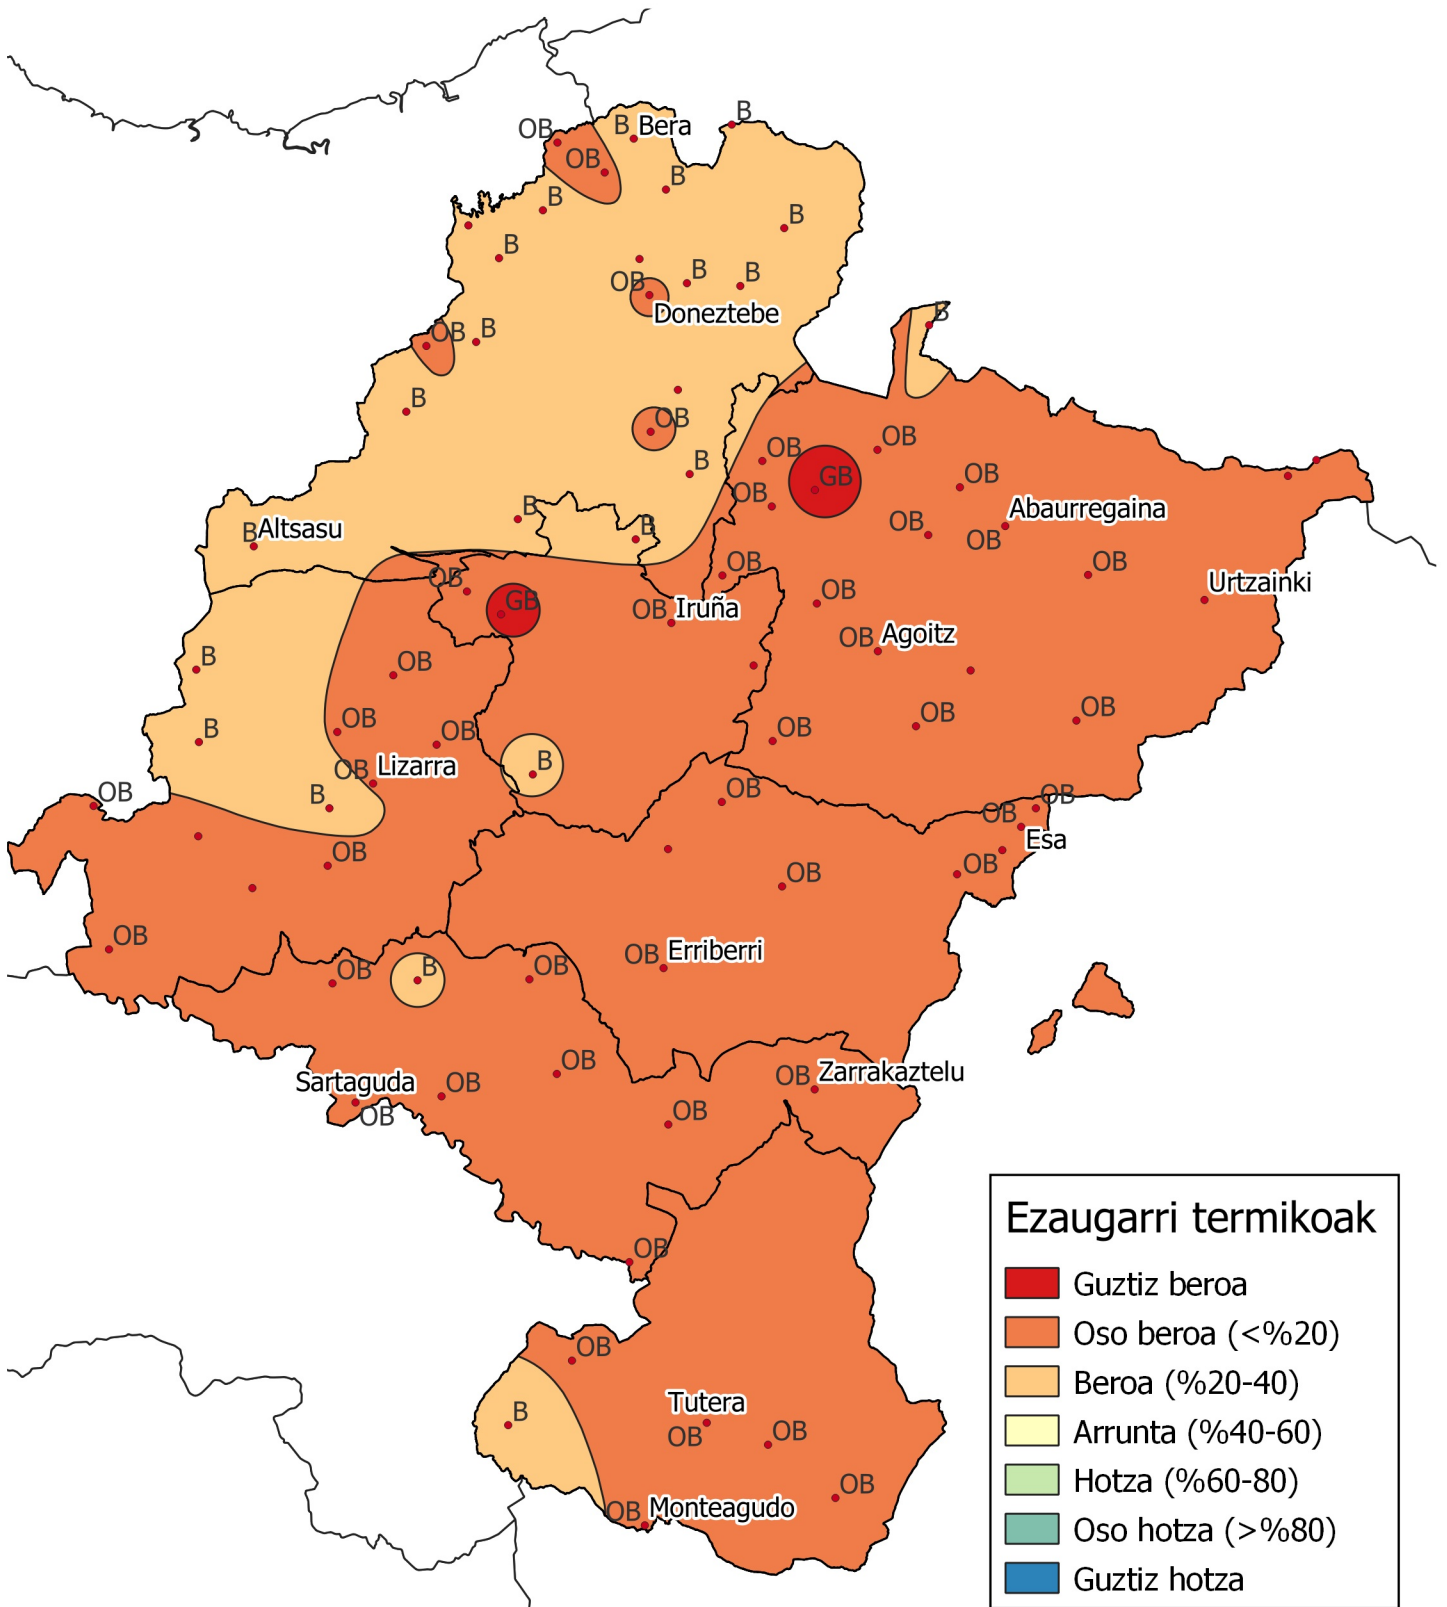 B
OB
B
Bera
OB
B
B
B
B
B
B
OB
Doneztebe
B
OB
B
B
OB
B
OB
OB
B
GB
OB
OB
B
Abaurregaina
B
Altsasu
B
OB
OB
OB
OB
Urtzainki
OB
GB
OB
Iruña
OB
OB
Agoitz
B
OB
OB
OB
B
OB
OB
OB
B
OB
Lizarra
OB
B
OB
OB
OB
Esa
OB
OB
OB
OB
OB
Erriberri
OB
B
OB
OB
Zarrakaztelu
Sartaguda
OB
OB
OB
OB
OB
OB
Tutera
B
OB
OB
OB
OB
Monteagudo
Ezaugarri termikoak
Guztiz beroa
Oso beroa (<%20)
Beroa (%20-40)
Arrunta (%40-60)
Hotza (%60-80)
Oso hotza (>%80)
Guztiz hotza